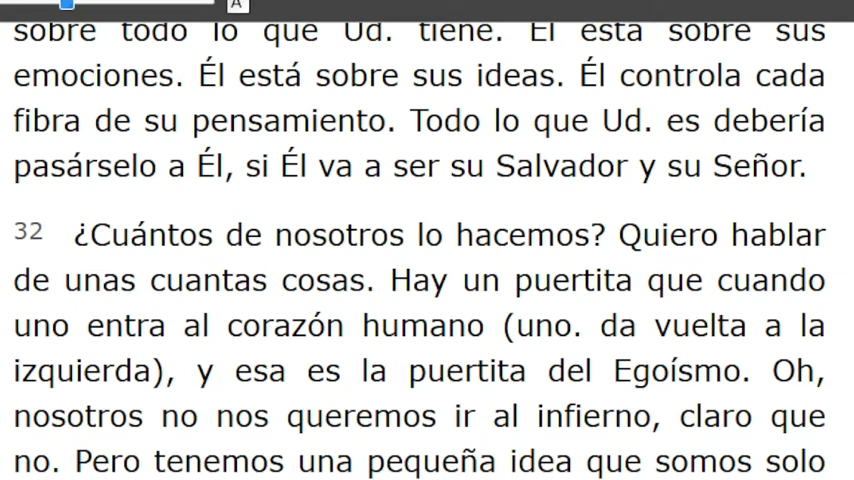 A
sobre todo lo que Ud. tiene. Él está sobre sus
emociones. Él está sobre sus ideas. Él controla cada
fibra de su pensamiento. Todo lo que Ud. es debería
pasárselo a Él, si Él va a ser su Salvador y su Señor.
32 ¿Cuántos de nosotros lo hacemos? Quiero hablar
de unas cuantas cosas. Hay un puertita que cuando
uno entra al corazón humano (uno. da vuelta a la
izquierda), y esa es la puertita del Egoísmo. Oh,
nosotros no nos queremos ir al infierno, claro que
no. Pero tenemos una pequeña idea que somos solo